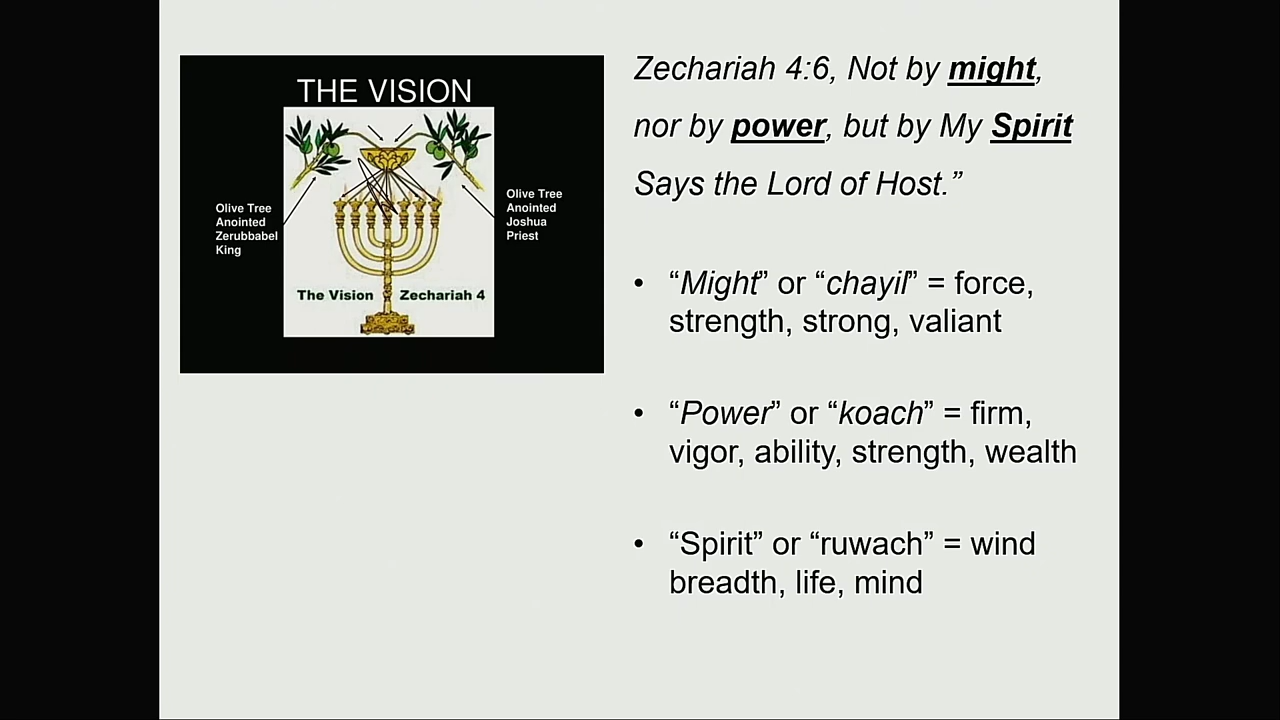 THE VISION
Olive Tree
Anointed
Zerubbabel
King
Olive Tree
Anointed
Joshua
Priest
The Vision Zechariah 4
Zechariah 4:6, Not by might,
nor by power, but by My Spirit
Says the Lord of Host.”
• “Might” or “chayil” = force,
strength, strong, valiant
• “Power” or “koach” = firm,
vigor, ability, strength, wealth
• “Spirit” or “ruwach” = wind
breadth, life, mind